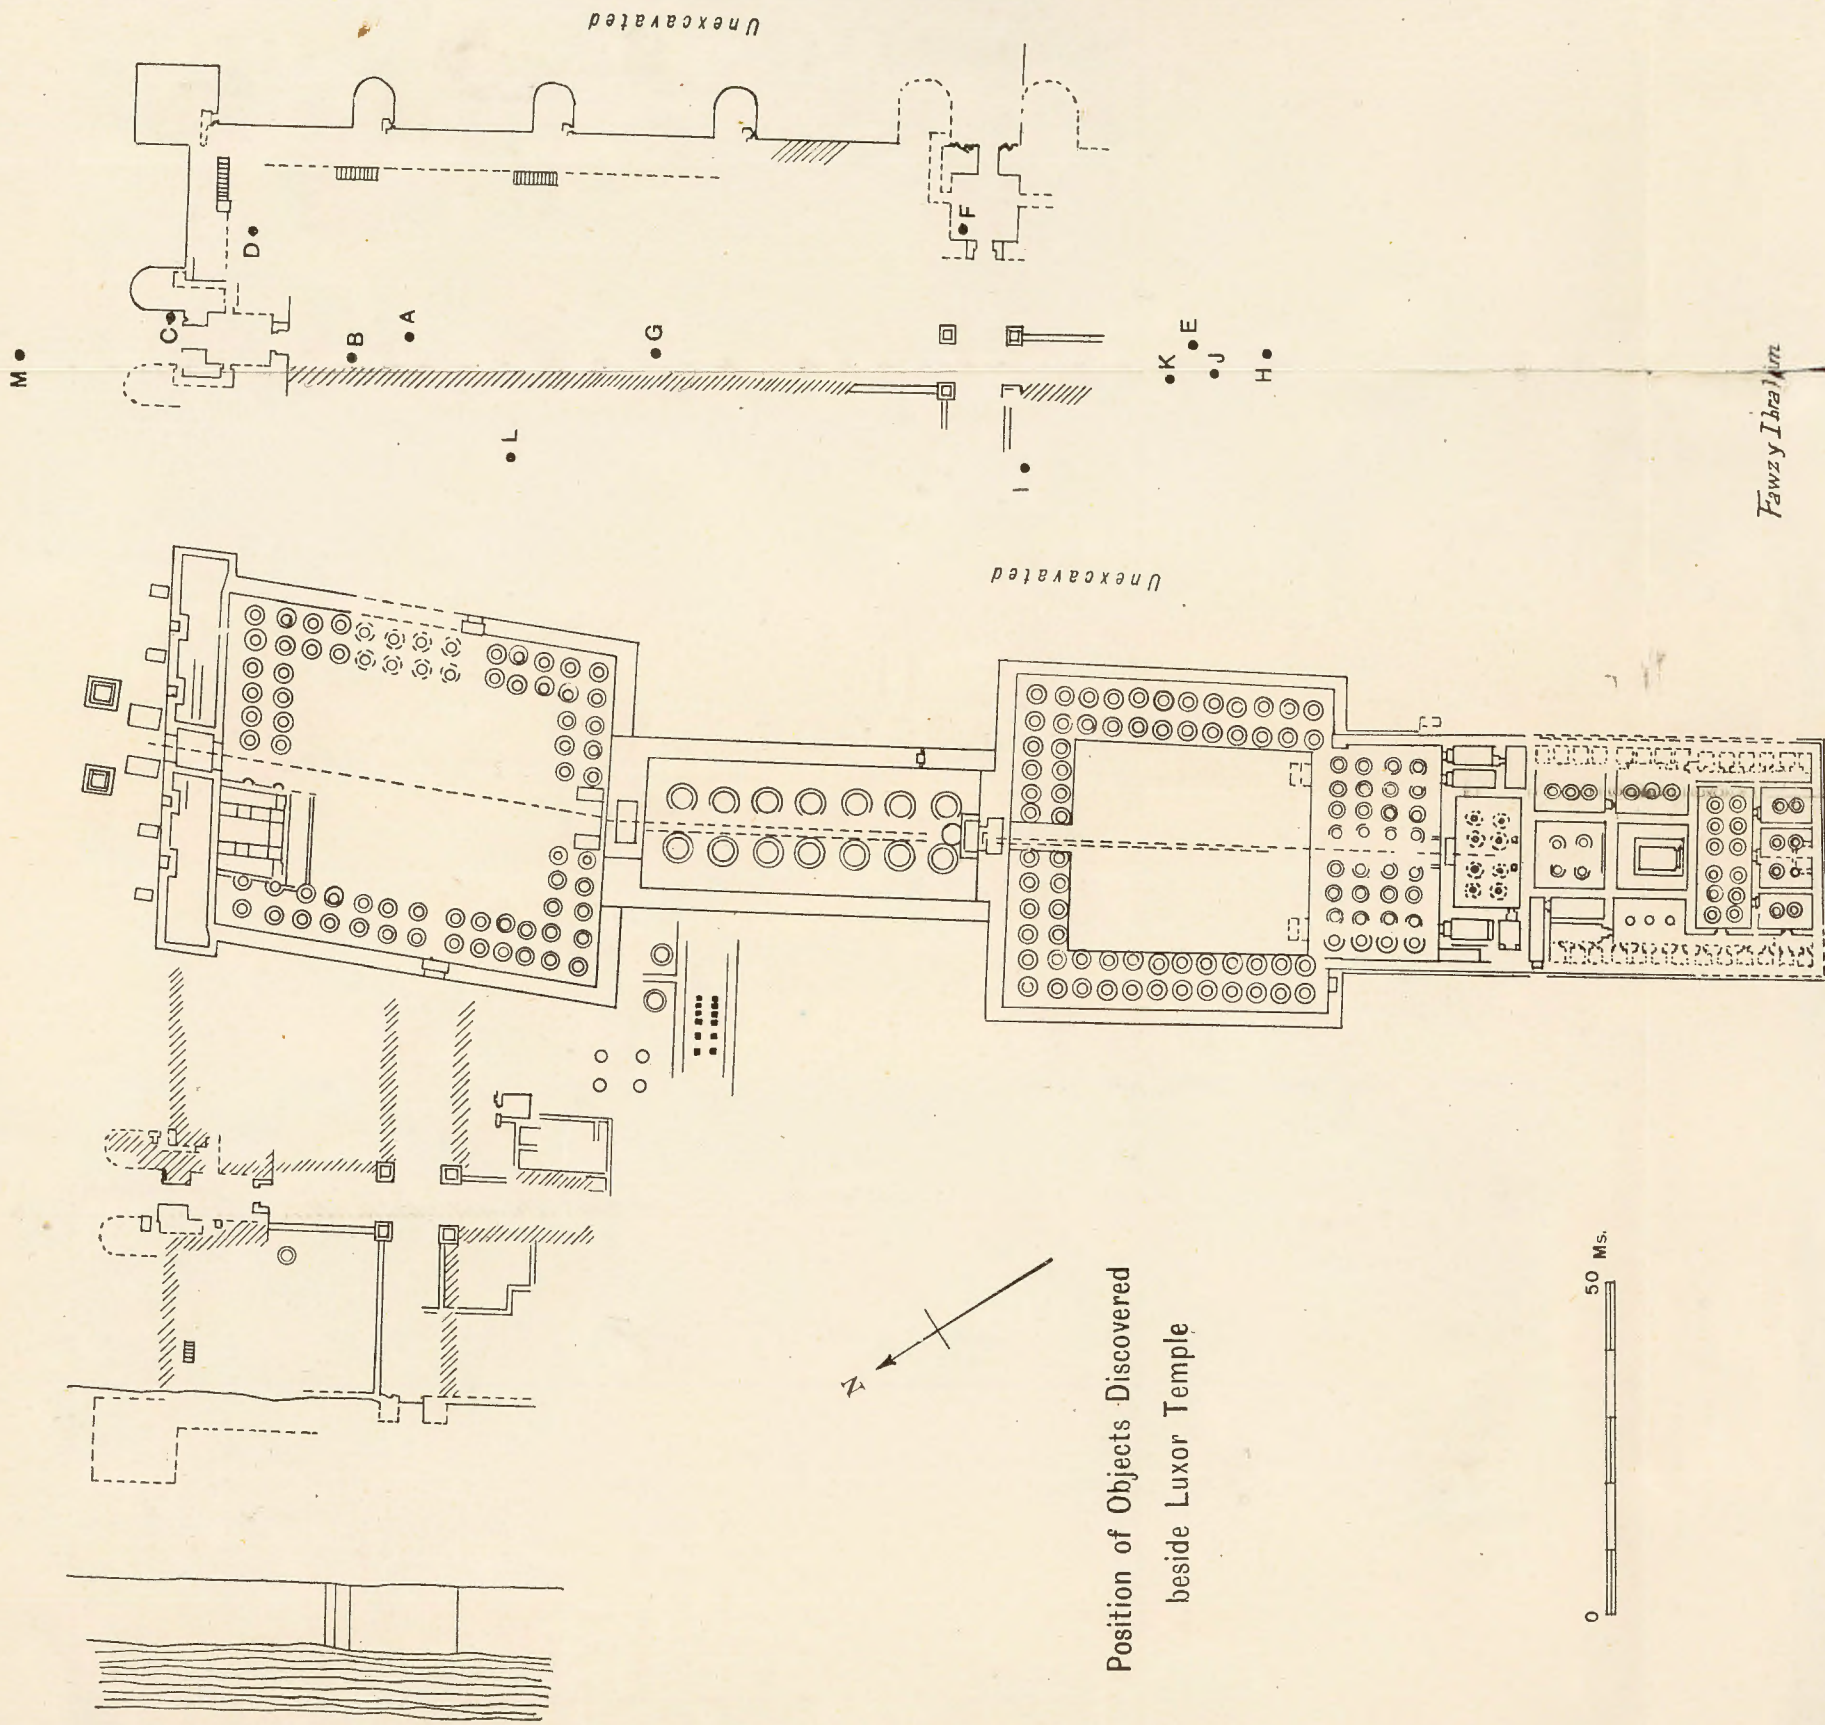 Unexcavated
M
D
C
B
A
G
F
L
K
E
J
H
I
Unexcavated
Fawzy Ibrahim
N
Position of Objects Discovered
beside Luxor Temple
0 50 Ms.